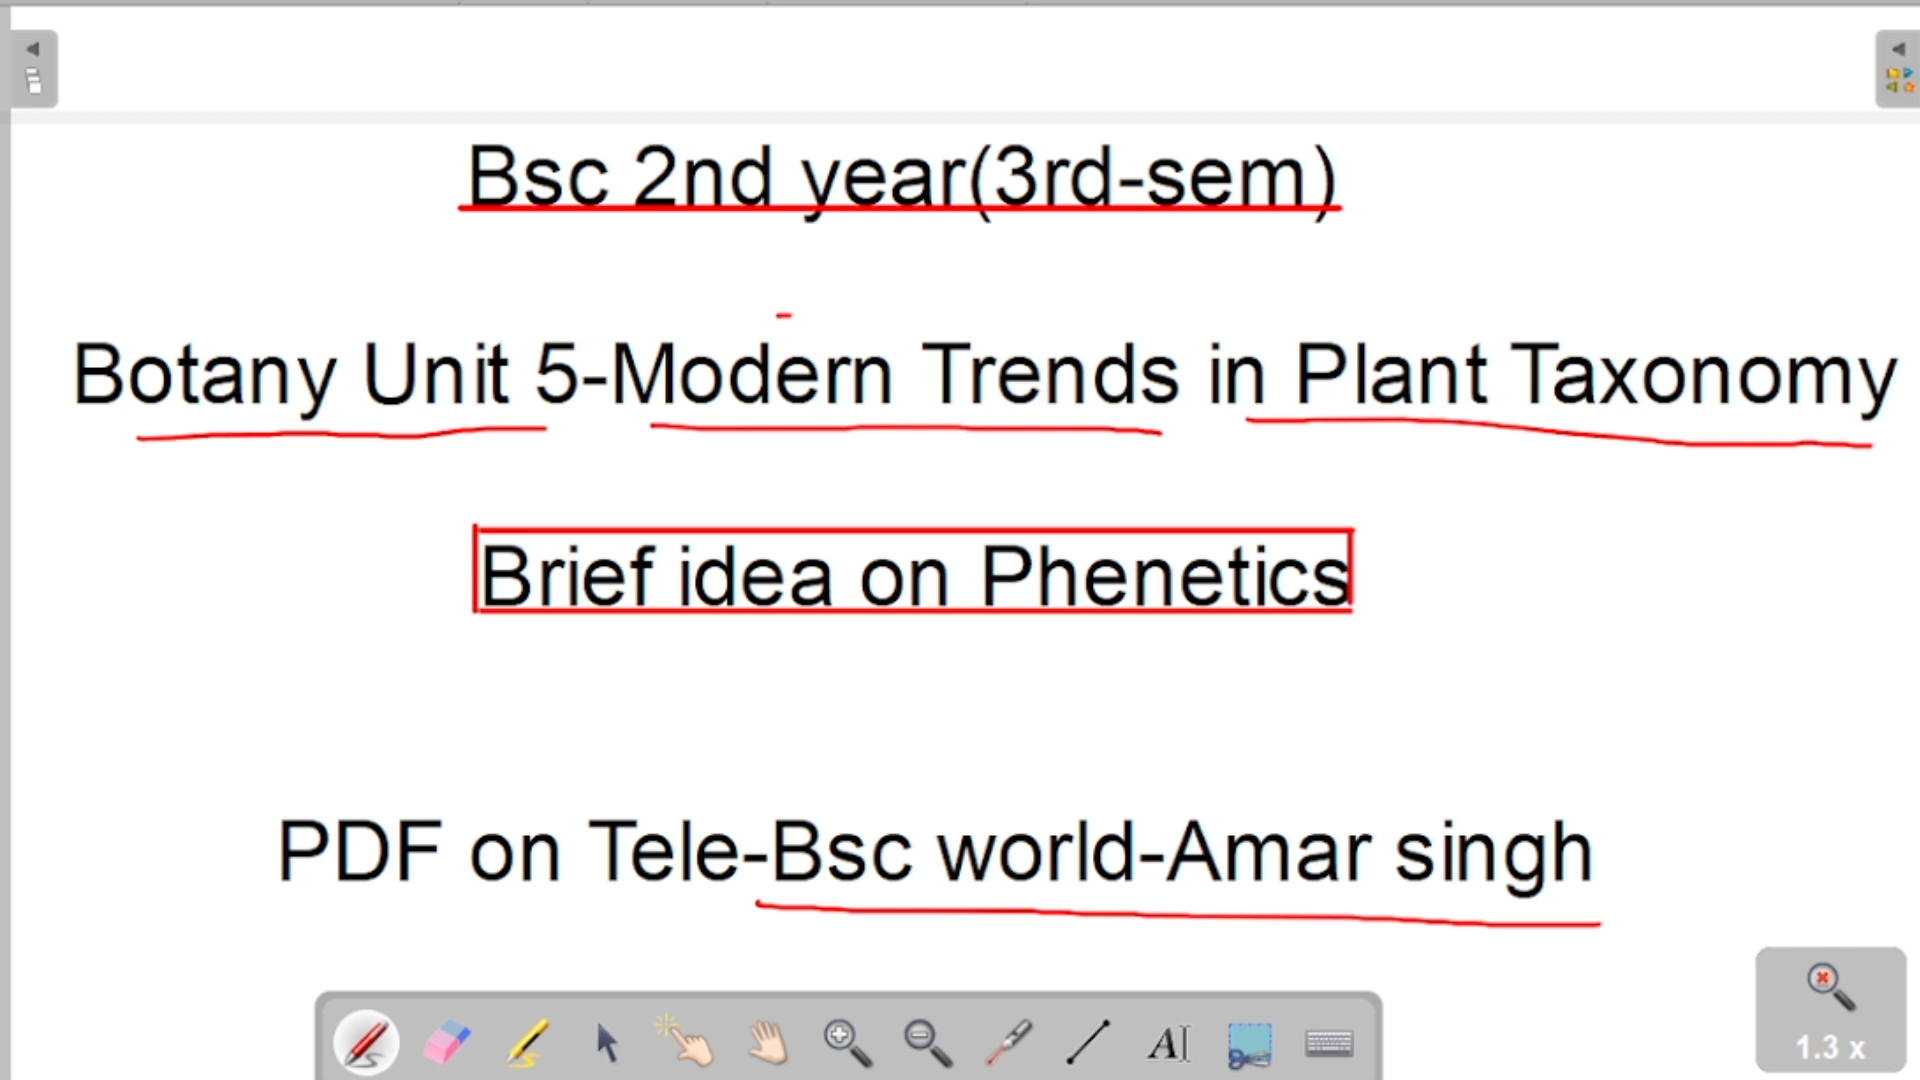 Bsc 2nd year(3rd-sem)
Botany Unit 5-Modern Trends in Plant Taxonomy
Brief idea on Phenetics
PDF on Tele-Bsc world-Amar singh
AI
1.3 x